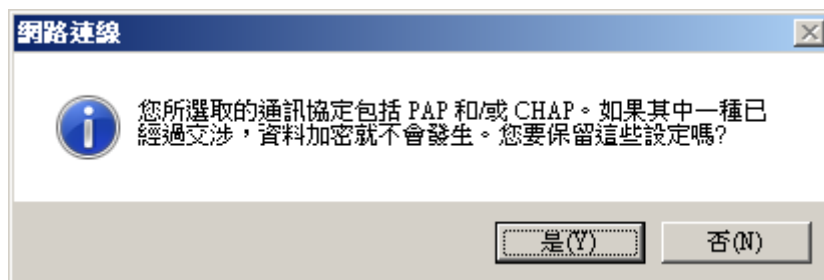 網路連線
您所選取的通訊協定包括 PAP 和/或 CHAP。如果其中一種已
經過交涉，資料加密就不會發生。您要保留這些設定嗎?
是(Y)
否(N)